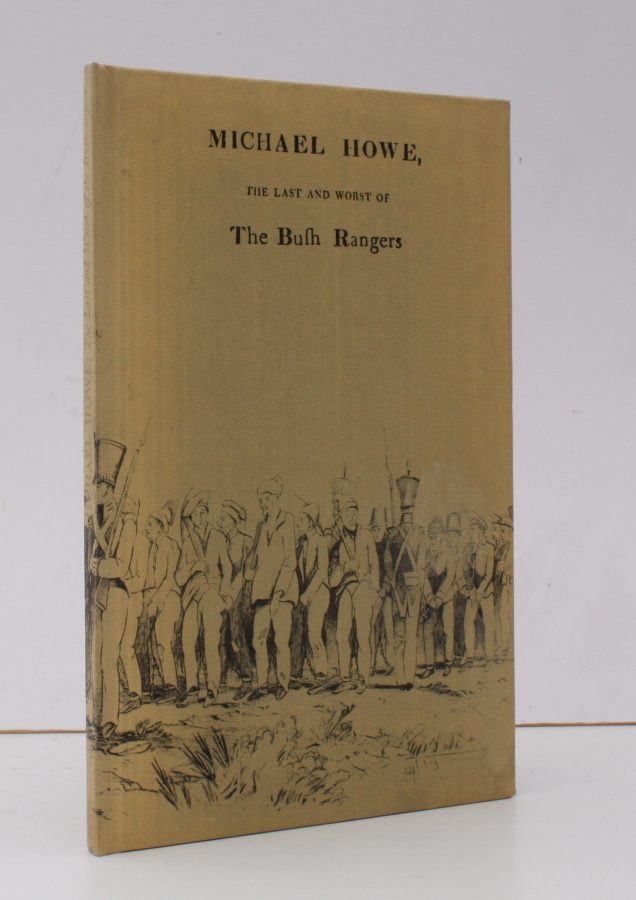 MICHAEL HOWE,
THE LAST AND WORST OF
The Buſh Rangers